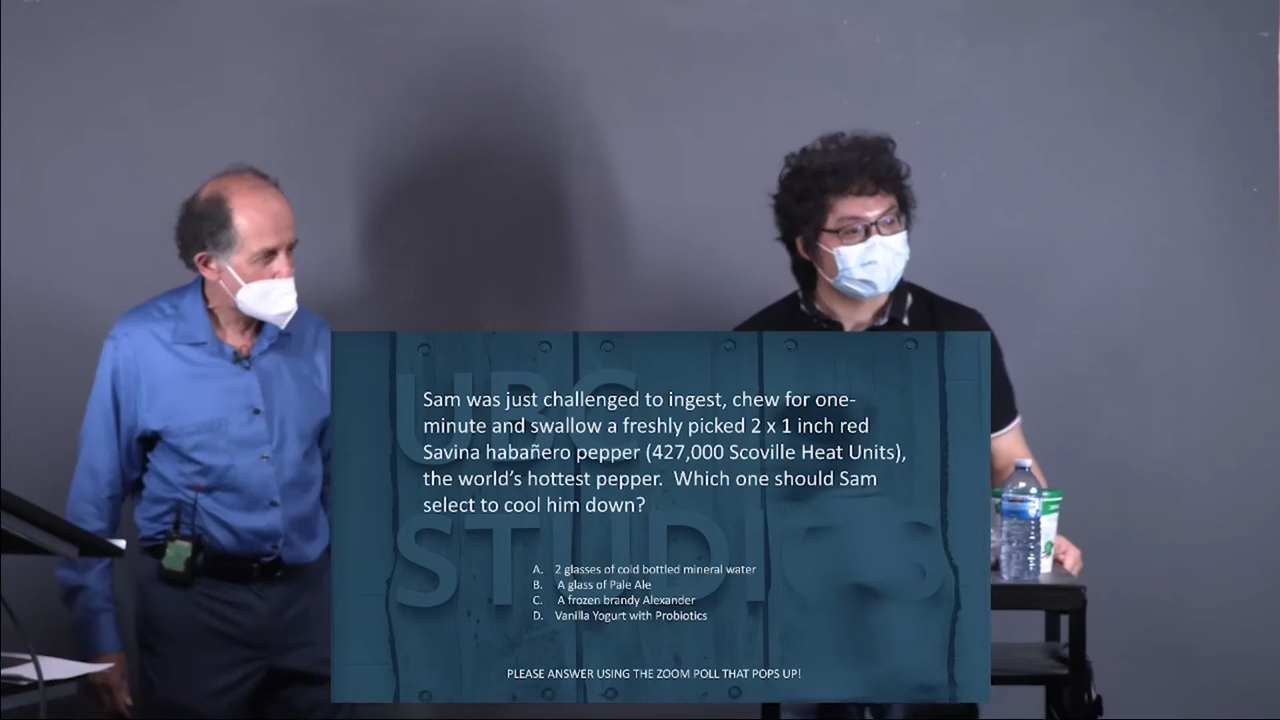 Sam was just challenged to ingest, chew for one-
minute and swallow a freshly picked 2 x 1 inch red
Savina habañero pepper (427,000 Scoville Heat Units),
the world's hottest pepper.  Which one should Sam
select to cool him down?
A. 2 glasses of cold bottled mineral water
B. A glass of Pale Ale
C. A frozen brandy Alexander
D. Vanilla Yogurt with Probiotics
PLEASE ANSWER USING THE ZOOM POLL THAT POPS UP!
UBC
STUDIOS